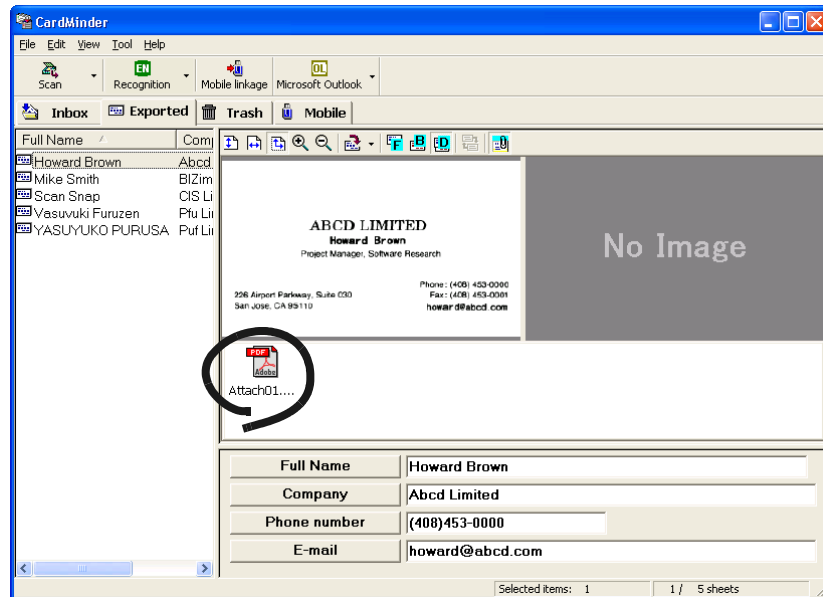 CardMinder
File Edit View Tool Help
EN OL
Scan Recognition Mobile linkage Microsoft Outlook
Inbox Exported Trash Mobile
Full Name Com
F B D
Howard Brown Abcd
Mike Smith BIZim
Scan Snap CIS Li
Yasuvuki Furuzen Pfu Lii
YASUYUKO PURUSA Puf Lii
ABCD LIMITED
Howard Brown
Project Manager, Software Research
Phone: (408) 453-0000
226 Airport Parkway, Suite 030 Fax: (408) 453-0001
San Jose, CA 95110 howard@abcd.com
No Image
PDF
Adobe
Attach01....
Full Name Howard Brown
Company Abcd Limited
Phone number (408)453-0000
E-mail howard@abcd.com
Selected items: 1 1 / 5 sheets